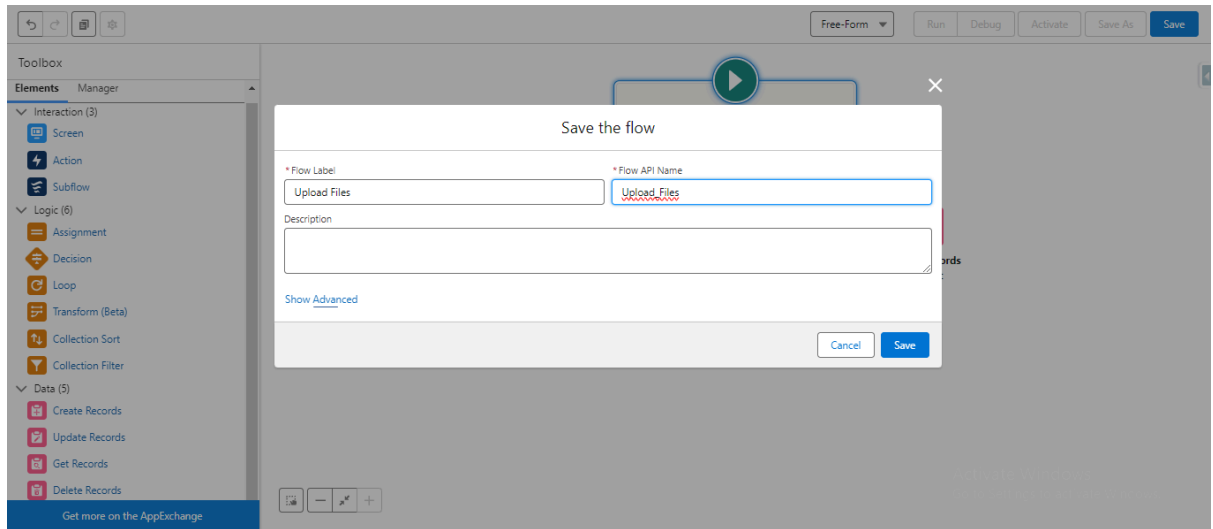 Free-Form
Run
Debug
Activate
Save As
Save
Toolbox
Elements
Manager
Interaction (3)
Screen
Action
Subflow
Logic (6)
Assignment
Decision
Loop
Transform (Beta)
Collection Sort
Collection Filter
Data (5)
Create Records
Update Records
Get Records
Delete Records
Get more on the AppExchange
Save the flow
* Flow Label
Upload Files
* Flow API Name
Upload_Files
Description
Show Advanced
Cancel
Save
ords
Activate Windows